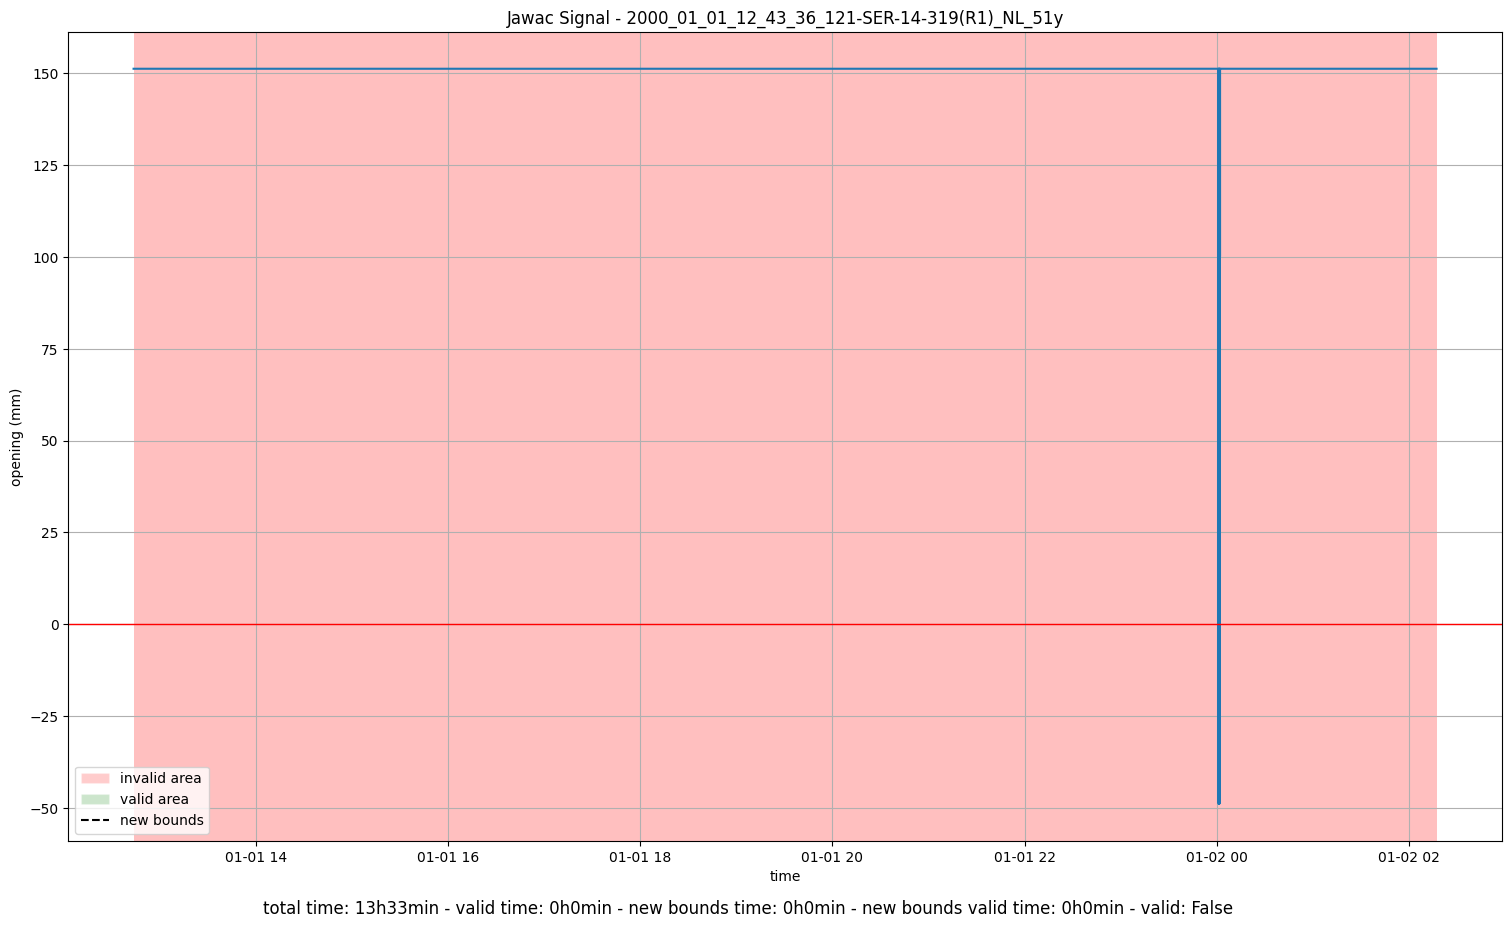 Jawac Signal - 2000_01_01_12_43_36_121-SER-14-319(R1)_NL_51y
opening (mm)
150
125
100
75
50
25
0
−25
−50
invalid area
valid area
new bounds
01-01 14
01-01 16
01-01 18
01-01 20
01-01 22
01-02 00
01-02 02
time
total time: 13h33min - valid time: 0h0min - new bounds time: 0h0min - new bounds valid time: 0h0min - valid: False